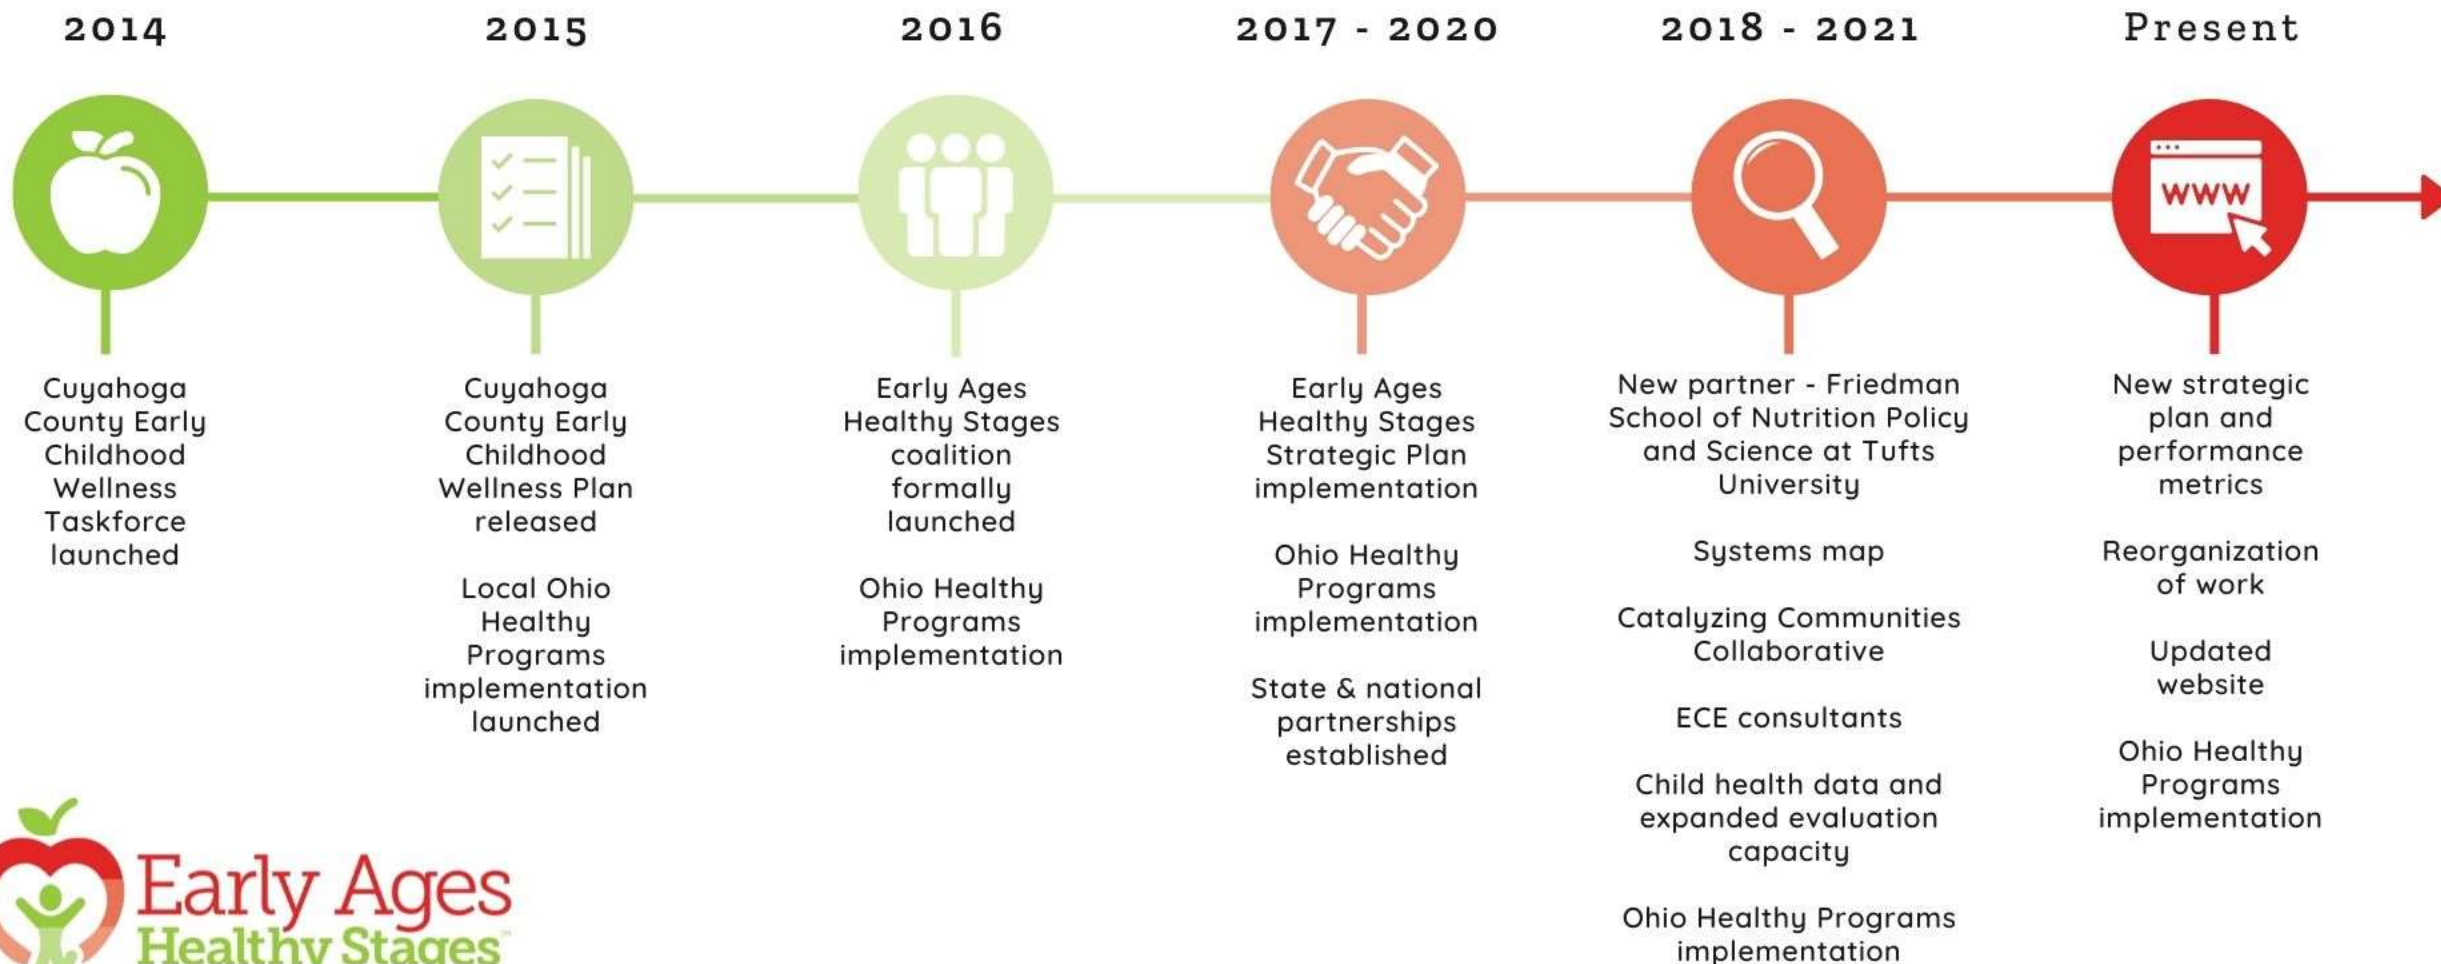 2014
Cuyahoga
County Early
Childhood
Wellness
Taskforce
launched
2015
Cuyahoga
County Early
Childhood
Wellness Plan
released
Local Ohio
Healthy
Programs
implementation
launched
2016
Early Ages
Healthy Stages
coalition
formally
launched
Ohio Healthy
Programs
implementation
2017 - 2020
Early Ages
Healthy Stages
Strategic Plan
implementation
Ohio Healthy
Programs
implementation
State & national
partnerships
established
2018 - 2021
New partner - Friedman
School of Nutrition Policy
and Science at Tufts
University
Systems map
Catalyzing Communities
Collaborative
ECE consultants
Child health data and
expanded evaluation
capacity
Ohio Healthy Programs
implementation
Present
www
New strategic
plan and
performance
metrics
Reorganization
of work
Updated
website
Ohio Healthy
Programs
implementation
Early Ages
Healthy Stages™